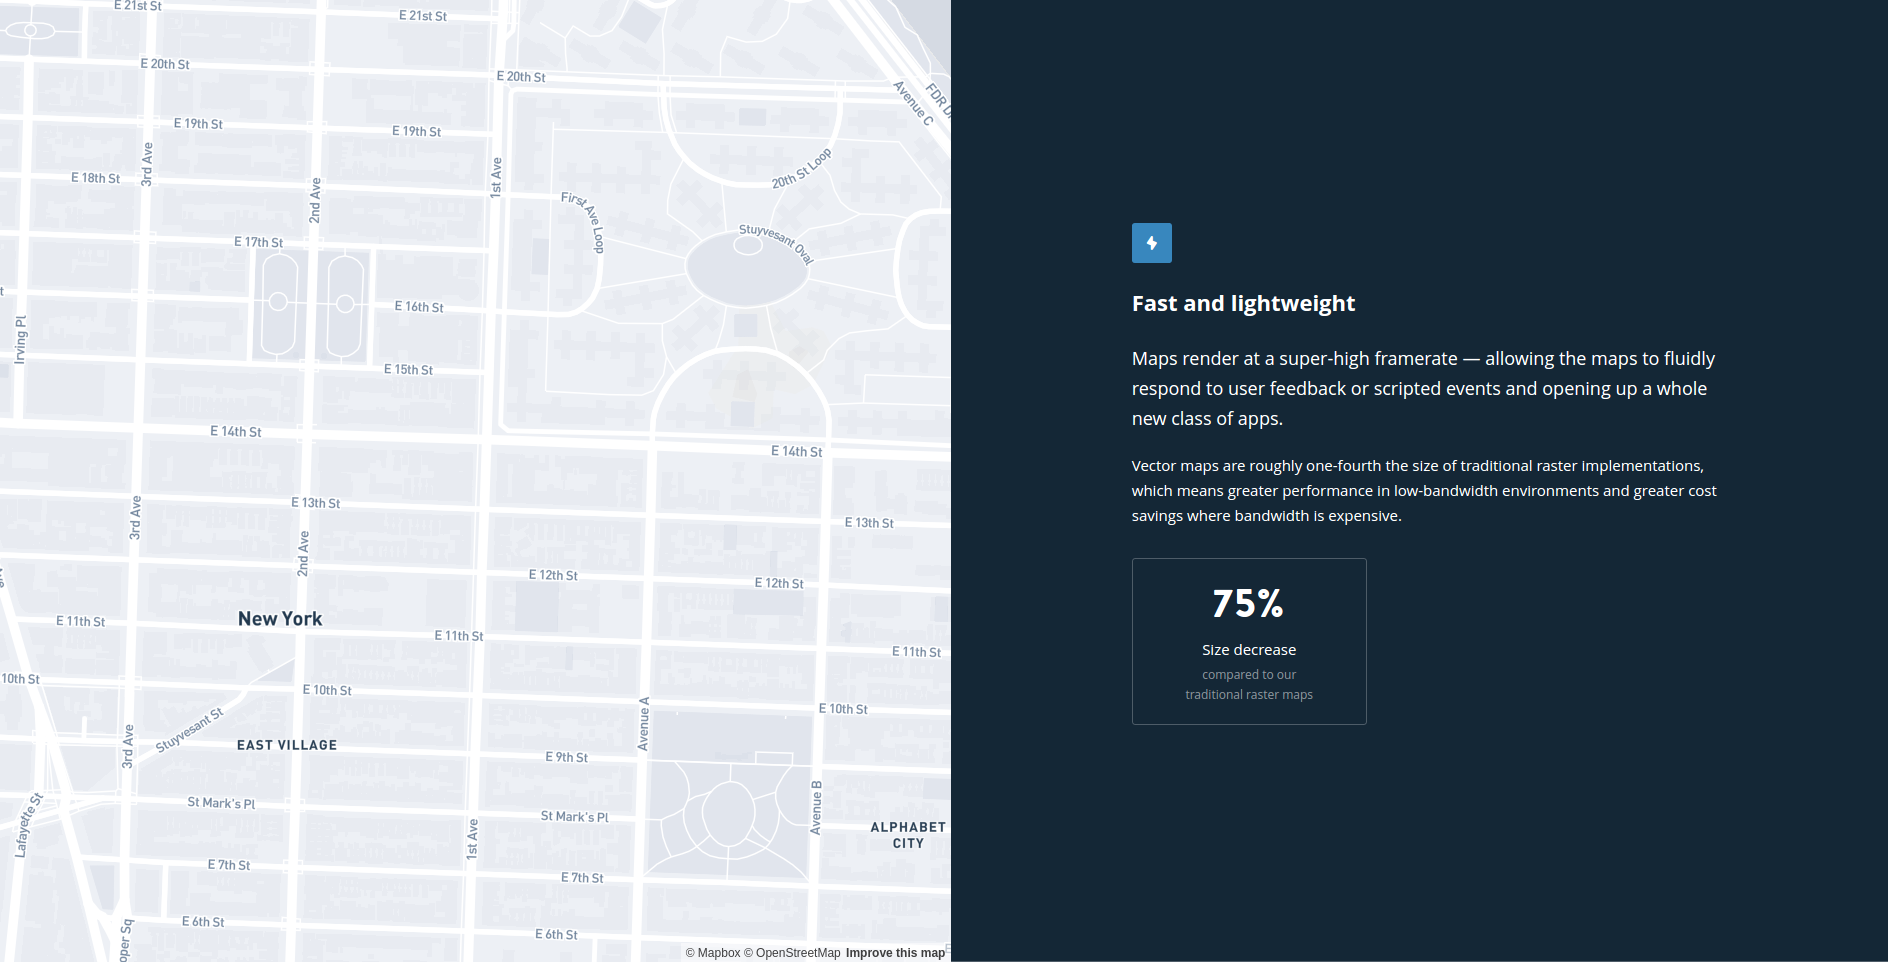 E 21st St
E 21st St
E 20th St
E 20th St
Avenue C
E 19th St
E 19th St
3rd Ave
20th St Loop
E 18th St
1st Ave
2nd Ave
First Ave Loop
Stuyvesant Oval
E 17th St
E 16th St
Irving Pl
E 15th St
E 14th St
E 14th St
E 13th St
3rd Ave
E 13th St
2nd Ave
E 12th St
E 12th St
New York
E 11th St
E 11th St
E 11th St
10th St
E 10th St
E 10th St
Avenue A
Stuyvesant St
3rd Ave
EAST VILLAGE
E 9th St
St Mark's Pl
St Mark's Pl
Avenue B
Lafayette St
1st Ave
ALPHABET
CITY
E 7th St
E 7th St
E 6th St
E 6th St
© Mapbox © OpenStreetMap Improve this map
Fast and lightweight
Maps render at a super-high framerate — allowing the maps to fluidly
respond to user feedback or scripted events and opening up a whole
new class of apps.
Vector maps are roughly one-fourth the size of traditional raster implementations,
which means greater performance in low-bandwidth environments and greater cost
savings where bandwidth is expensive.
75%
Size decrease
compared to our
traditional raster maps